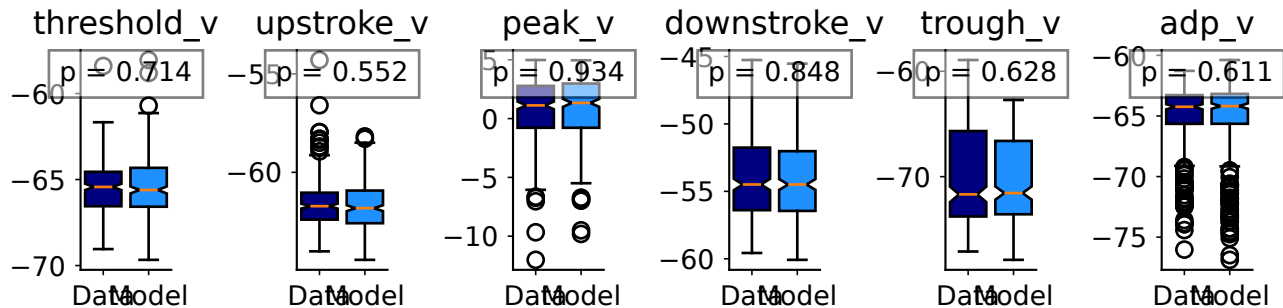 threshold_v
p = 0.714
−60
−65
−70
Data
Model
upstroke_v
p = 0.552
−55
−60
Data
Model
peak_v
p = 0.934
5
0
−5
−10
Data
Model
downstroke_v
p = 0.848
−45
−50
−55
−60
Data
Model
trough_v
p = 0.628
−60
−70
Data
Model
adp_v
p = 0.611
−60
−65
−70
−75
Data
Model